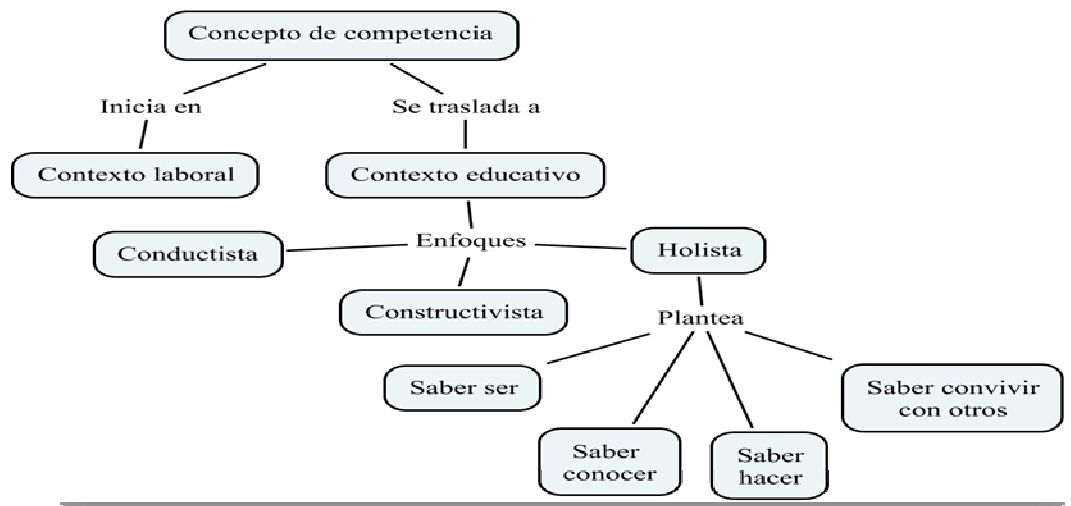 Concepto de competencia
Inicia en
Se traslada a
Contexto laboral
Contexto educativo
Enfoques
Conductista
Holista
Constructivista
Plantea
Saber ser
Saber convivir
con otros
Saber
conocer
Saber
hacer